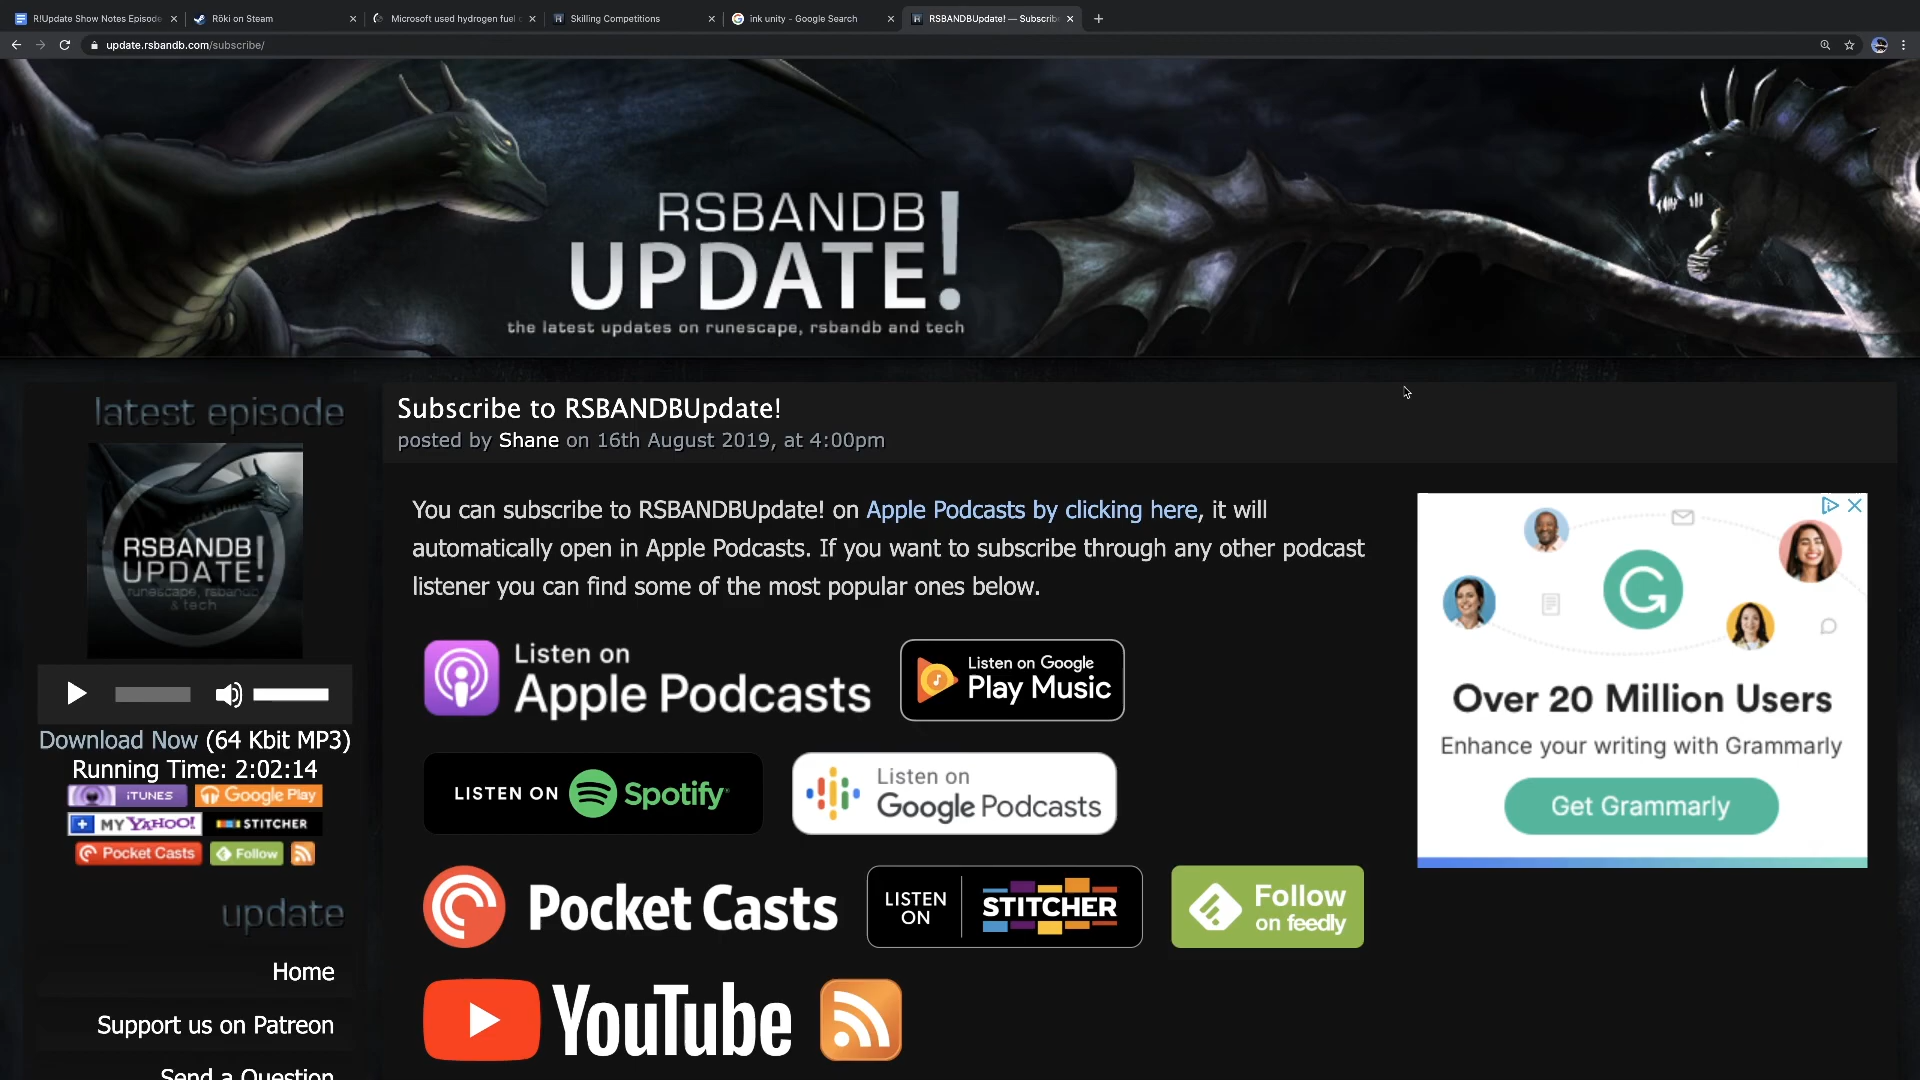 R!Update Show Notes Episode
Röki on Steam
Microsoft used hydrogen fuel c
Skilling Competitions
ink unity - Google Search
RSBANDBUpdate! — Subscribe
update.rsbandb.com/subscribe/
RSBANDB
UPDATE!
the latest updates on runescape, rsbandb and tech
latest episode
RSBANDB
UPDATE!
runescape, rsbandb
& tech
Download Now (64 Kbit MP3)
Running Time: 2:02:14
iTUNES
Google Play
MY YAHOO!
STITCHER
Pocket Casts
Follow
update
Home
Support us on Patreon
Send a Question
Subscribe to RSBANDBUpdate!
posted by Shane on 16th August 2019, at 4:00pm
You can subscribe to RSBANDBUpdate! on Apple Podcasts by clicking here, it will
automatically open in Apple Podcasts. If you want to subscribe through any other podcast
listener you can find some of the most popular ones below.
Listen on
Apple Podcasts
Listen on Google
Play Music
LISTEN ON Spotify
Listen on
Google Podcasts
Pocket Casts
LISTEN
ON
STITCHER
Follow
on feedly
YouTube
G
Over 20 Million Users
Enhance your writing with Grammarly
Get Grammarly